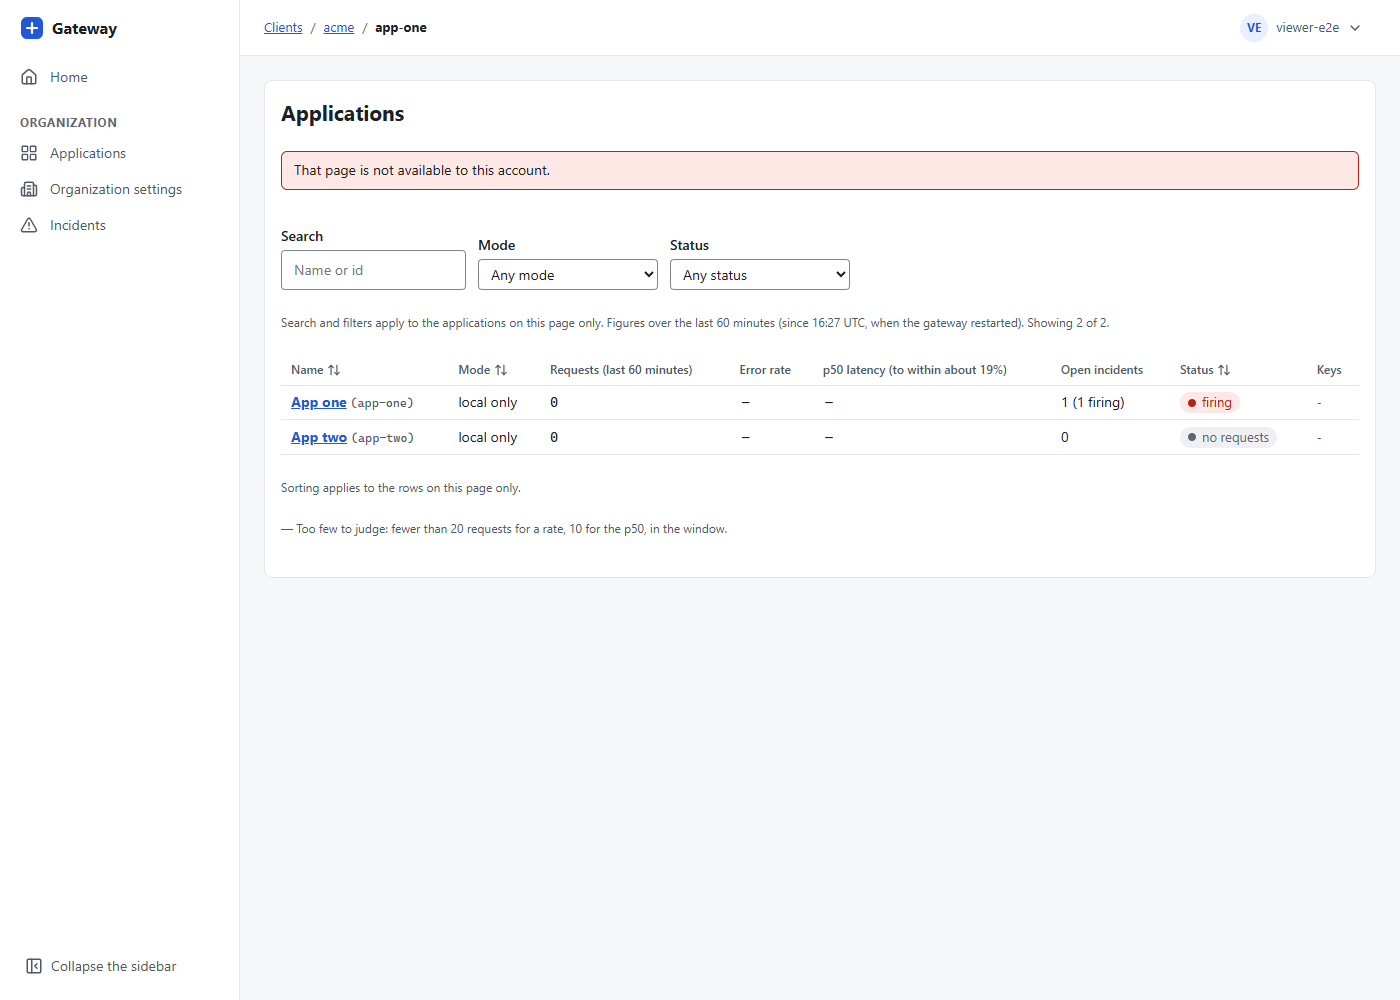 Gateway
Clients / acme / app-one
VE viewer-e2e
Home
ORGANIZATION
Applications
Organization settings
Incidents
Applications
That page is not available to this account.
Search
Mode
Status
Name or id
Any mode
Any status
Search and filters apply to the applications on this page only. Figures over the last 60 minutes (since 16:27 UTC, when the gateway restarted). Showing 2 of 2.
Name Mode Requests (last 60 minutes) Error rate p50 latency (to within about 19%) Open incidents Status Keys
App one (app-one) local only 0 — — 1 (1 firing) firing -
App two (app-two) local only 0 — — 0 no requests -
Sorting applies to the rows on this page only.
— Too few to judge: fewer than 20 requests for a rate, 10 for the p50, in the window.
Collapse the sidebar